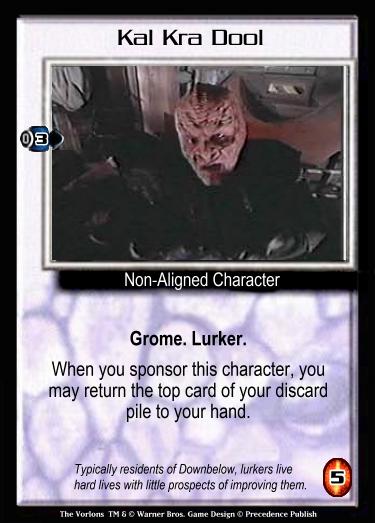 Kal Kra Dool
3
Non-Aligned Character
Grome. Lurker.
When you sponsor this character, you
may return the top card of your discard
pile to your hand.
Typically residents of Downbelow, lurkers live
hard lives with little prospects of improving them.
5
The Vorlons TM & © Warner Bros. Game Design © Precedence Publish